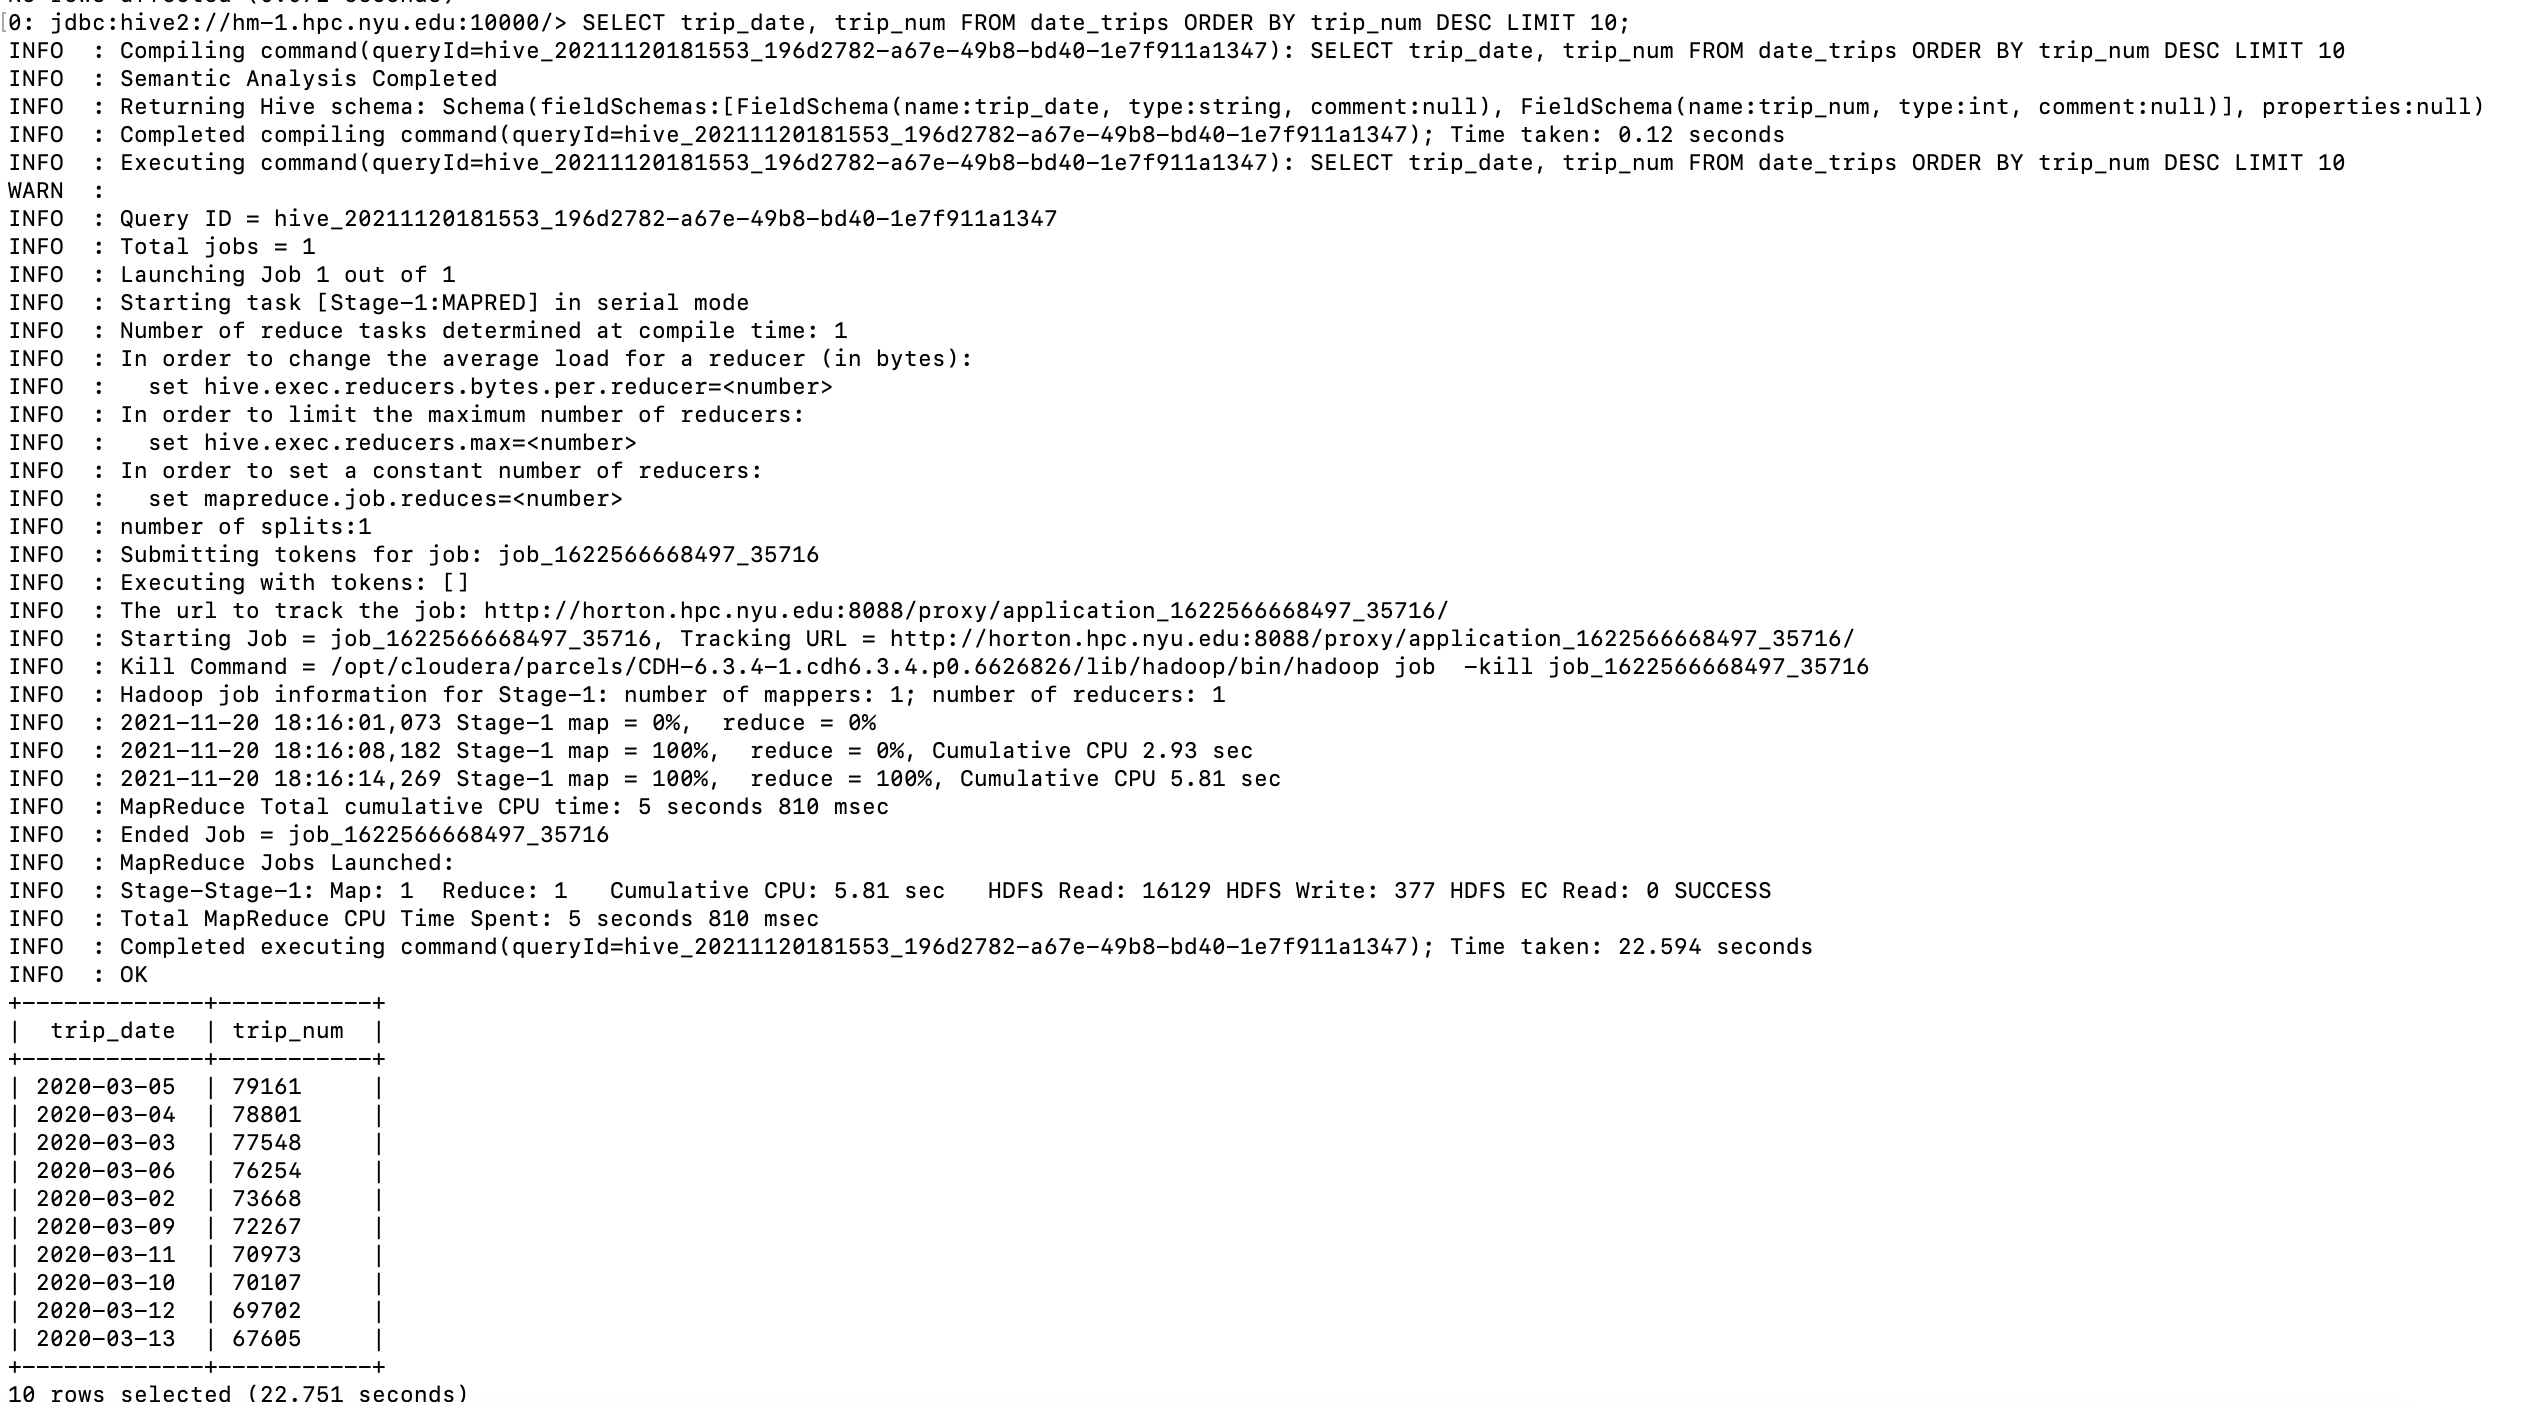 No rows affected (0.072 seconds)
[0: jdbc:hive2://hm-1.hpc.nyu.edu:10000/> SELECT trip_date, trip_num FROM date_trips ORDER BY trip_num DESC LIMIT 10;
INFO  : Compiling command(queryId=hive_20211120181553_196d2782-a67e-49b8-bd40-1e7f911a1347): SELECT trip_date, trip_num FROM date_trips ORDER BY trip_num DESC LIMIT 10
INFO  : Semantic Analysis Completed
INFO  : Returning Hive schema: Schema(fieldSchemas:[FieldSchema(name:trip_date, type:string, comment:null), FieldSchema(name:trip_num, type:int, comment:null)], properties:null)
INFO  : Completed compiling command(queryId=hive_20211120181553_196d2782-a67e-49b8-bd40-1e7f911a1347); Time taken: 0.12 seconds
INFO  : Executing command(queryId=hive_20211120181553_196d2782-a67e-49b8-bd40-1e7f911a1347): SELECT trip_date, trip_num FROM date_trips ORDER BY trip_num DESC LIMIT 10
WARN  :
INFO  : Query ID = hive_20211120181553_196d2782-a67e-49b8-bd40-1e7f911a1347
INFO  : Total jobs = 1
INFO  : Launching Job 1 out of 1
INFO  : Starting task [Stage-1:MAPRED] in serial mode
INFO  : Number of reduce tasks determined at compile time: 1
INFO  : In order to change the average load for a reducer (in bytes):
INFO  :   set hive.exec.reducers.bytes.per.reducer=<number>
INFO  : In order to limit the maximum number of reducers:
INFO  :   set hive.exec.reducers.max=<number>
INFO  : In order to set a constant number of reducers:
INFO  :   set mapreduce.job.reduces=<number>
INFO  : number of splits:1
INFO  : Submitting tokens for job: job_1622566668497_35716
INFO  : Executing with tokens: []
INFO  : The url to track the job: http://horton.hpc.nyu.edu:8088/proxy/application_1622566668497_35716/
INFO  : Starting Job = job_1622566668497_35716, Tracking URL = http://horton.hpc.nyu.edu:8088/proxy/application_1622566668497_35716/
INFO  : Kill Command = /opt/cloudera/parcels/CDH-6.3.4-1.cdh6.3.4.p0.6626826/lib/hadoop/bin/hadoop job  -kill job_1622566668497_35716
INFO  : Hadoop job information for Stage-1: number of mappers: 1; number of reducers: 1
INFO  : 2021-11-20 18:16:01,073 Stage-1 map = 0%,  reduce = 0%
INFO  : 2021-11-20 18:16:08,182 Stage-1 map = 100%,  reduce = 0%, Cumulative CPU 2.93 sec
INFO  : 2021-11-20 18:16:14,269 Stage-1 map = 100%,  reduce = 100%, Cumulative CPU 5.81 sec
INFO  : MapReduce Total cumulative CPU time: 5 seconds 810 msec
INFO  : Ended Job = job_1622566668497_35716
INFO  : MapReduce Jobs Launched:
INFO  : Stage-Stage-1: Map: 1  Reduce: 1   Cumulative CPU: 5.81 sec   HDFS Read: 16129 HDFS Write: 377 HDFS EC Read: 0 SUCCESS
INFO  : Total MapReduce CPU Time Spent: 5 seconds 810 msec
INFO  : Completed executing command(queryId=hive_20211120181553_196d2782-a67e-49b8-bd40-1e7f911a1347); Time taken: 22.594 seconds
INFO  : OK
+-------------+-----------+
|  trip_date  | trip_num  |
+-------------+-----------+
| 2020-03-05  | 79161     |
| 2020-03-04  | 78801     |
| 2020-03-03  | 77548     |
| 2020-03-06  | 76254     |
| 2020-03-02  | 73668     |
| 2020-03-09  | 72267     |
| 2020-03-11  | 70973     |
| 2020-03-10  | 70107     |
| 2020-03-12  | 69702     |
| 2020-03-13  | 67605     |
+-------------+-----------+
10 rows selected (22.751 seconds)